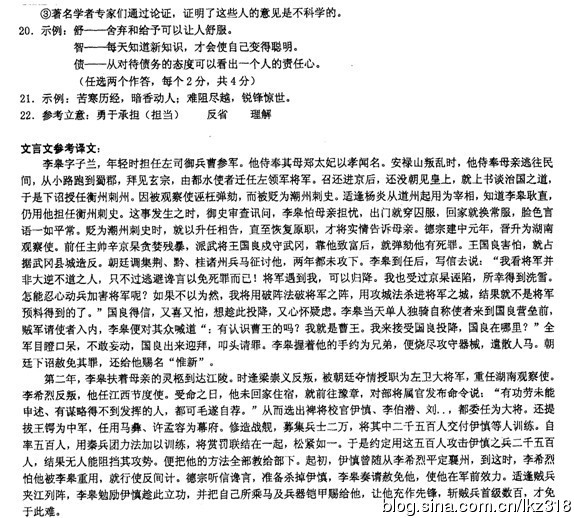 ③著名学者专家们通过论证，证明了这些人的意见是不科学的。
20．示例：舒——舍弃和给予可以让人舒服。
智——每天知道新知识，才会使自己变得聪明。
债——从对待债务的态度可以看出一个人的责任心。
（任选两个作答，每个2分，共4分）
21．示例：苦寒历经，暗香动人；难阻尽越，锐锋惊世。
22．参考立意：勇于承担（担当） 反省 理解
文言文参考译文：
李皋字子兰，年轻时担任左司御兵曹参军。他侍奉其母郑太妃以孝闻名。安禄山叛乱时，他侍奉母亲逃往民
间，从小路跑到蜀郡，拜见玄宗，由都水使者迁任左领军将军。召还进京后，还没朝见皇上，就上书谈治国之道，
于是下诏授任衡州刺州。因被观察使诬枉弹劾，而被贬为潮州刺史。适逢杨炎从道州起用为宰相，知道李皋耿直，
仍用他担任衡州刺史。这事发生之时，御史审查讯问，李皋怕母亲担忧，出门就穿囚服，回家就换常服，脸色言
语一如平常。贬为潮州刺史时，就以升任相告，直至恢复原职，才将实情告诉母亲。德宗建中元年，晋升为湖南
观察使。前任主帅辛京杲贪婪残暴，派武将王国良戍守武冈，靠他致富后，就弹劾他有死罪。王国良害怕，就占
据武冈县城造反。朝廷调集荆、黔、桂诸州兵马征讨他，两年都未攻下。李皋到任后，写信去说：“我看将军并
非大逆不道之人，只不过逃避谗言以免死罪而已！将军遇到我，可以归降。我也受过京杲诬陷，所幸得到洗雪。
怎能忍心动兵加害将军呢？如果不以为然，我将用破阵法破将军之阵，用攻城法杀进将军之城，结果就不是将军
预料得到的了。”国良得信，又喜又怕，想趁此投降，又心怀疑虑。李皋当天单人独骑自称使者来到国良营垒前，
贼军请使者入内，李皋便对其众喊道“：有认识曹王的吗？我就是曹王。我来接受国良投降，国良在哪里？”全
军目瞪口呆，不敢妄动，国良出来迎拜，叩头请罪。李皋握着他的手约为兄弟，便烧尽攻守器械，遣散人马。朝
廷下诏赦免其罪，还给他赐名“惟新”。
第二年，李皋扶着母亲的灵柩到达江陵。时逢梁崇义反叛，被朝廷夺情授职为左卫大将军，重任湖南观察使。
李希烈反叛，他任江西节度使。受命之日，他未回家住宿，就前往豫章，对部将属官发布命令说：“有功劳未能
申述、有谋略得不到发挥的人，都可毛遂自荐。”从而选出裨将校官伊慎、李伯潜、刘...，都委任为大将。还提
拔王锷为中军，任用马彝、许孟容为幕府。修造战舰，募集兵士二万，将其中二千五百人交付伊慎等人训练。自
率五百人，用秦兵团力法加以训练，将赏罚联结在一起，松紧如一。于是约定用这五百人攻击伊慎之兵二千五百
人，结果无人能阻挡其攻势。便把他的方法全部教给部下。起初，伊慎曾随从李希烈平定襄州，到这时，李希烈
怕他被李皋重用，就行使反间计。德宗听信谗言，准备杀掉伊慎，李皋奏请赦免他，使他在军前效力。适逢贼兵
夹江列阵，李皋勉励伊慎趁此立功，并把自己所乘马及兵器铠甲赐给他，让他充作先锋，斩贼兵首级数百，才免
于此难。
blog.sina.com.cn/lkz318